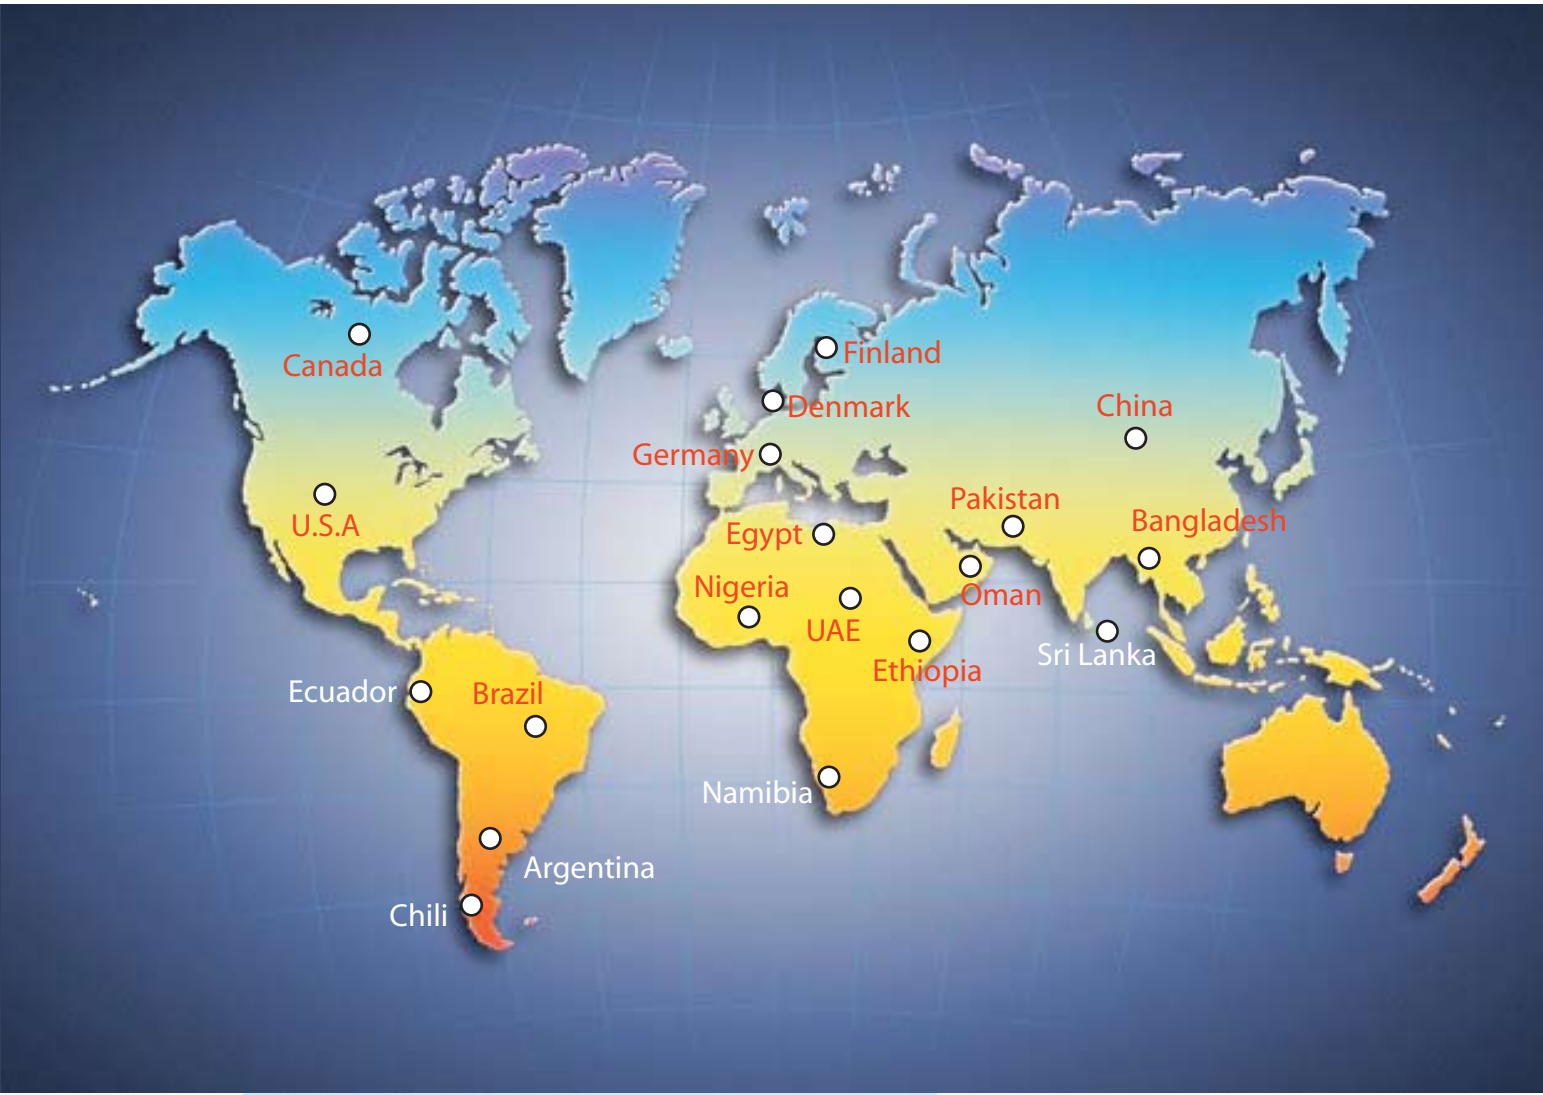 Canada
Finland
Denmark
China
Germany
Pakistan
U.S.A
Bangladesh
Egypt
Nigeria
Oman
UAE
Sri Lanka
Ethiopia
Ecuador
Brazil
Namibia
Argentina
Chili